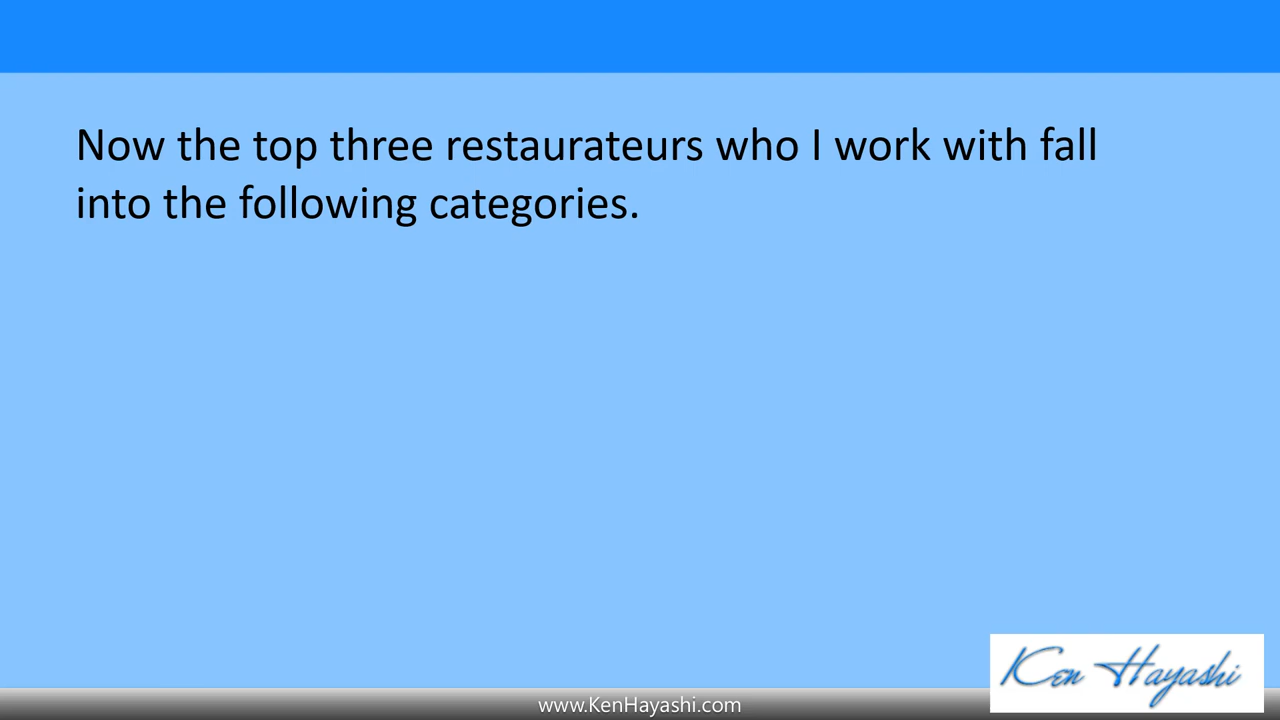 Now the top three restaurateurs who I work with fall
into the following categories.
Ken Hayashi
www.KenHayashi.com